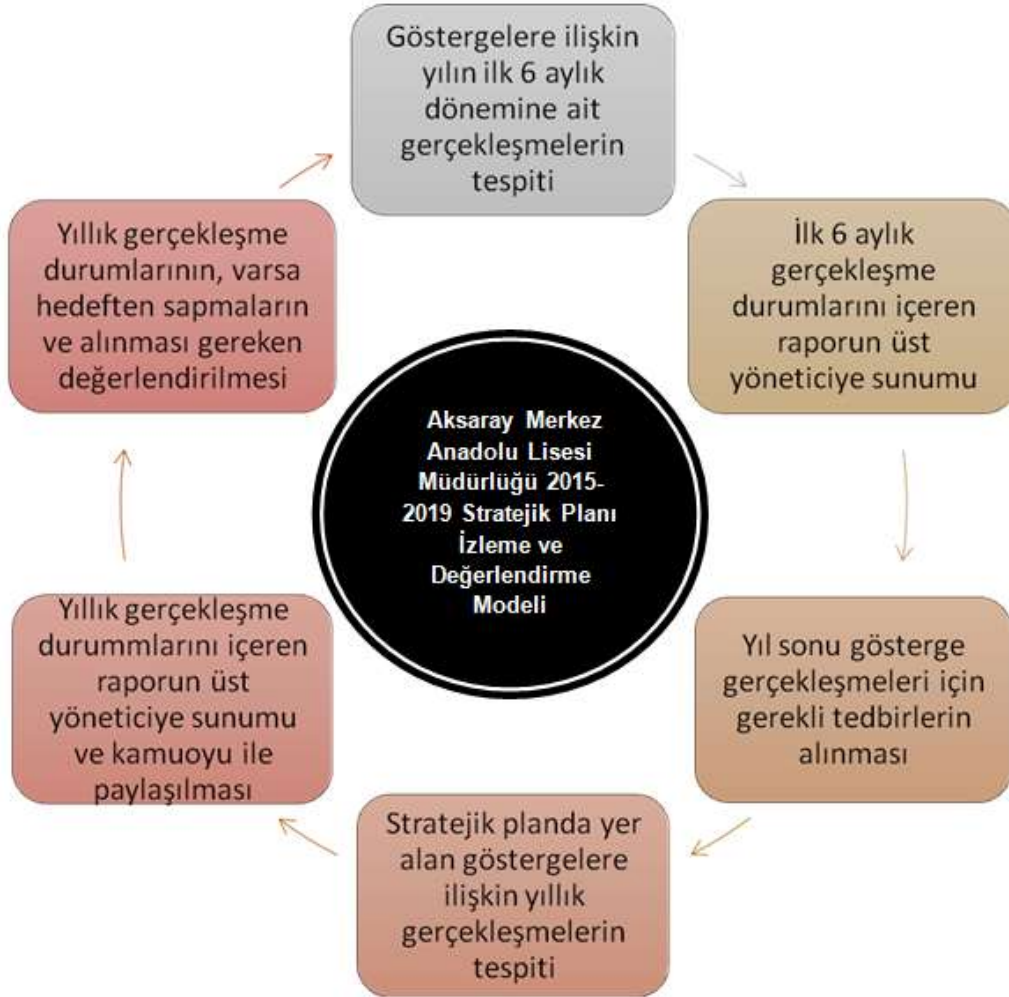 Göstergelere ilişkin
yılın ilk 6 aylık
dönemine ait
gerçekleşmelerin
tespiti
İlk 6 aylık
gerçekleşme
durumlarını içeren
raporun üst
yöneticiye sunumu
Yıl sonu gösterge
gerçekleşmeleri için
gerekli tedbirlerin
alınması
Stratejik planda yer
alan göstergelere
ilişkin yıllık
gerçekleşmelerin
tespiti
Yıllık gerçekleşme
durummlarını içeren
raporun üst
yöneticiye sunumu
ve kamuoyu ile
paylaşılması
Yıllık gerçekleşme
durumlarının, varsa
hedeften sapmaların
ve alınması gereken
değerlendirilmesi
Aksaray Merkez
Anadolu Lisesi
Müdürlüğü 2015-
2019 Stratejik Planı
İzleme ve
Değerlendirme
Modeli